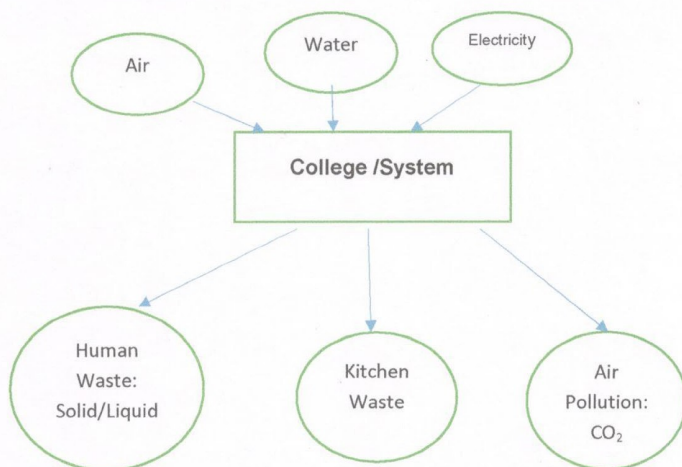 Air
Water
Electricity
College /System
Human
Waste:
Solid/Liquid
Kitchen
Waste
Air
Pollution:
CO₂